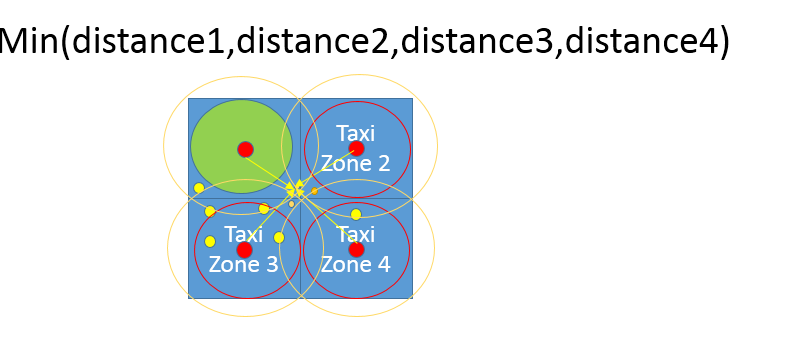 Min(distance1,distance2,distance3,distance4)
Taxi
Zone 2
Taxi
Zone 3
Taxi
Zone 4